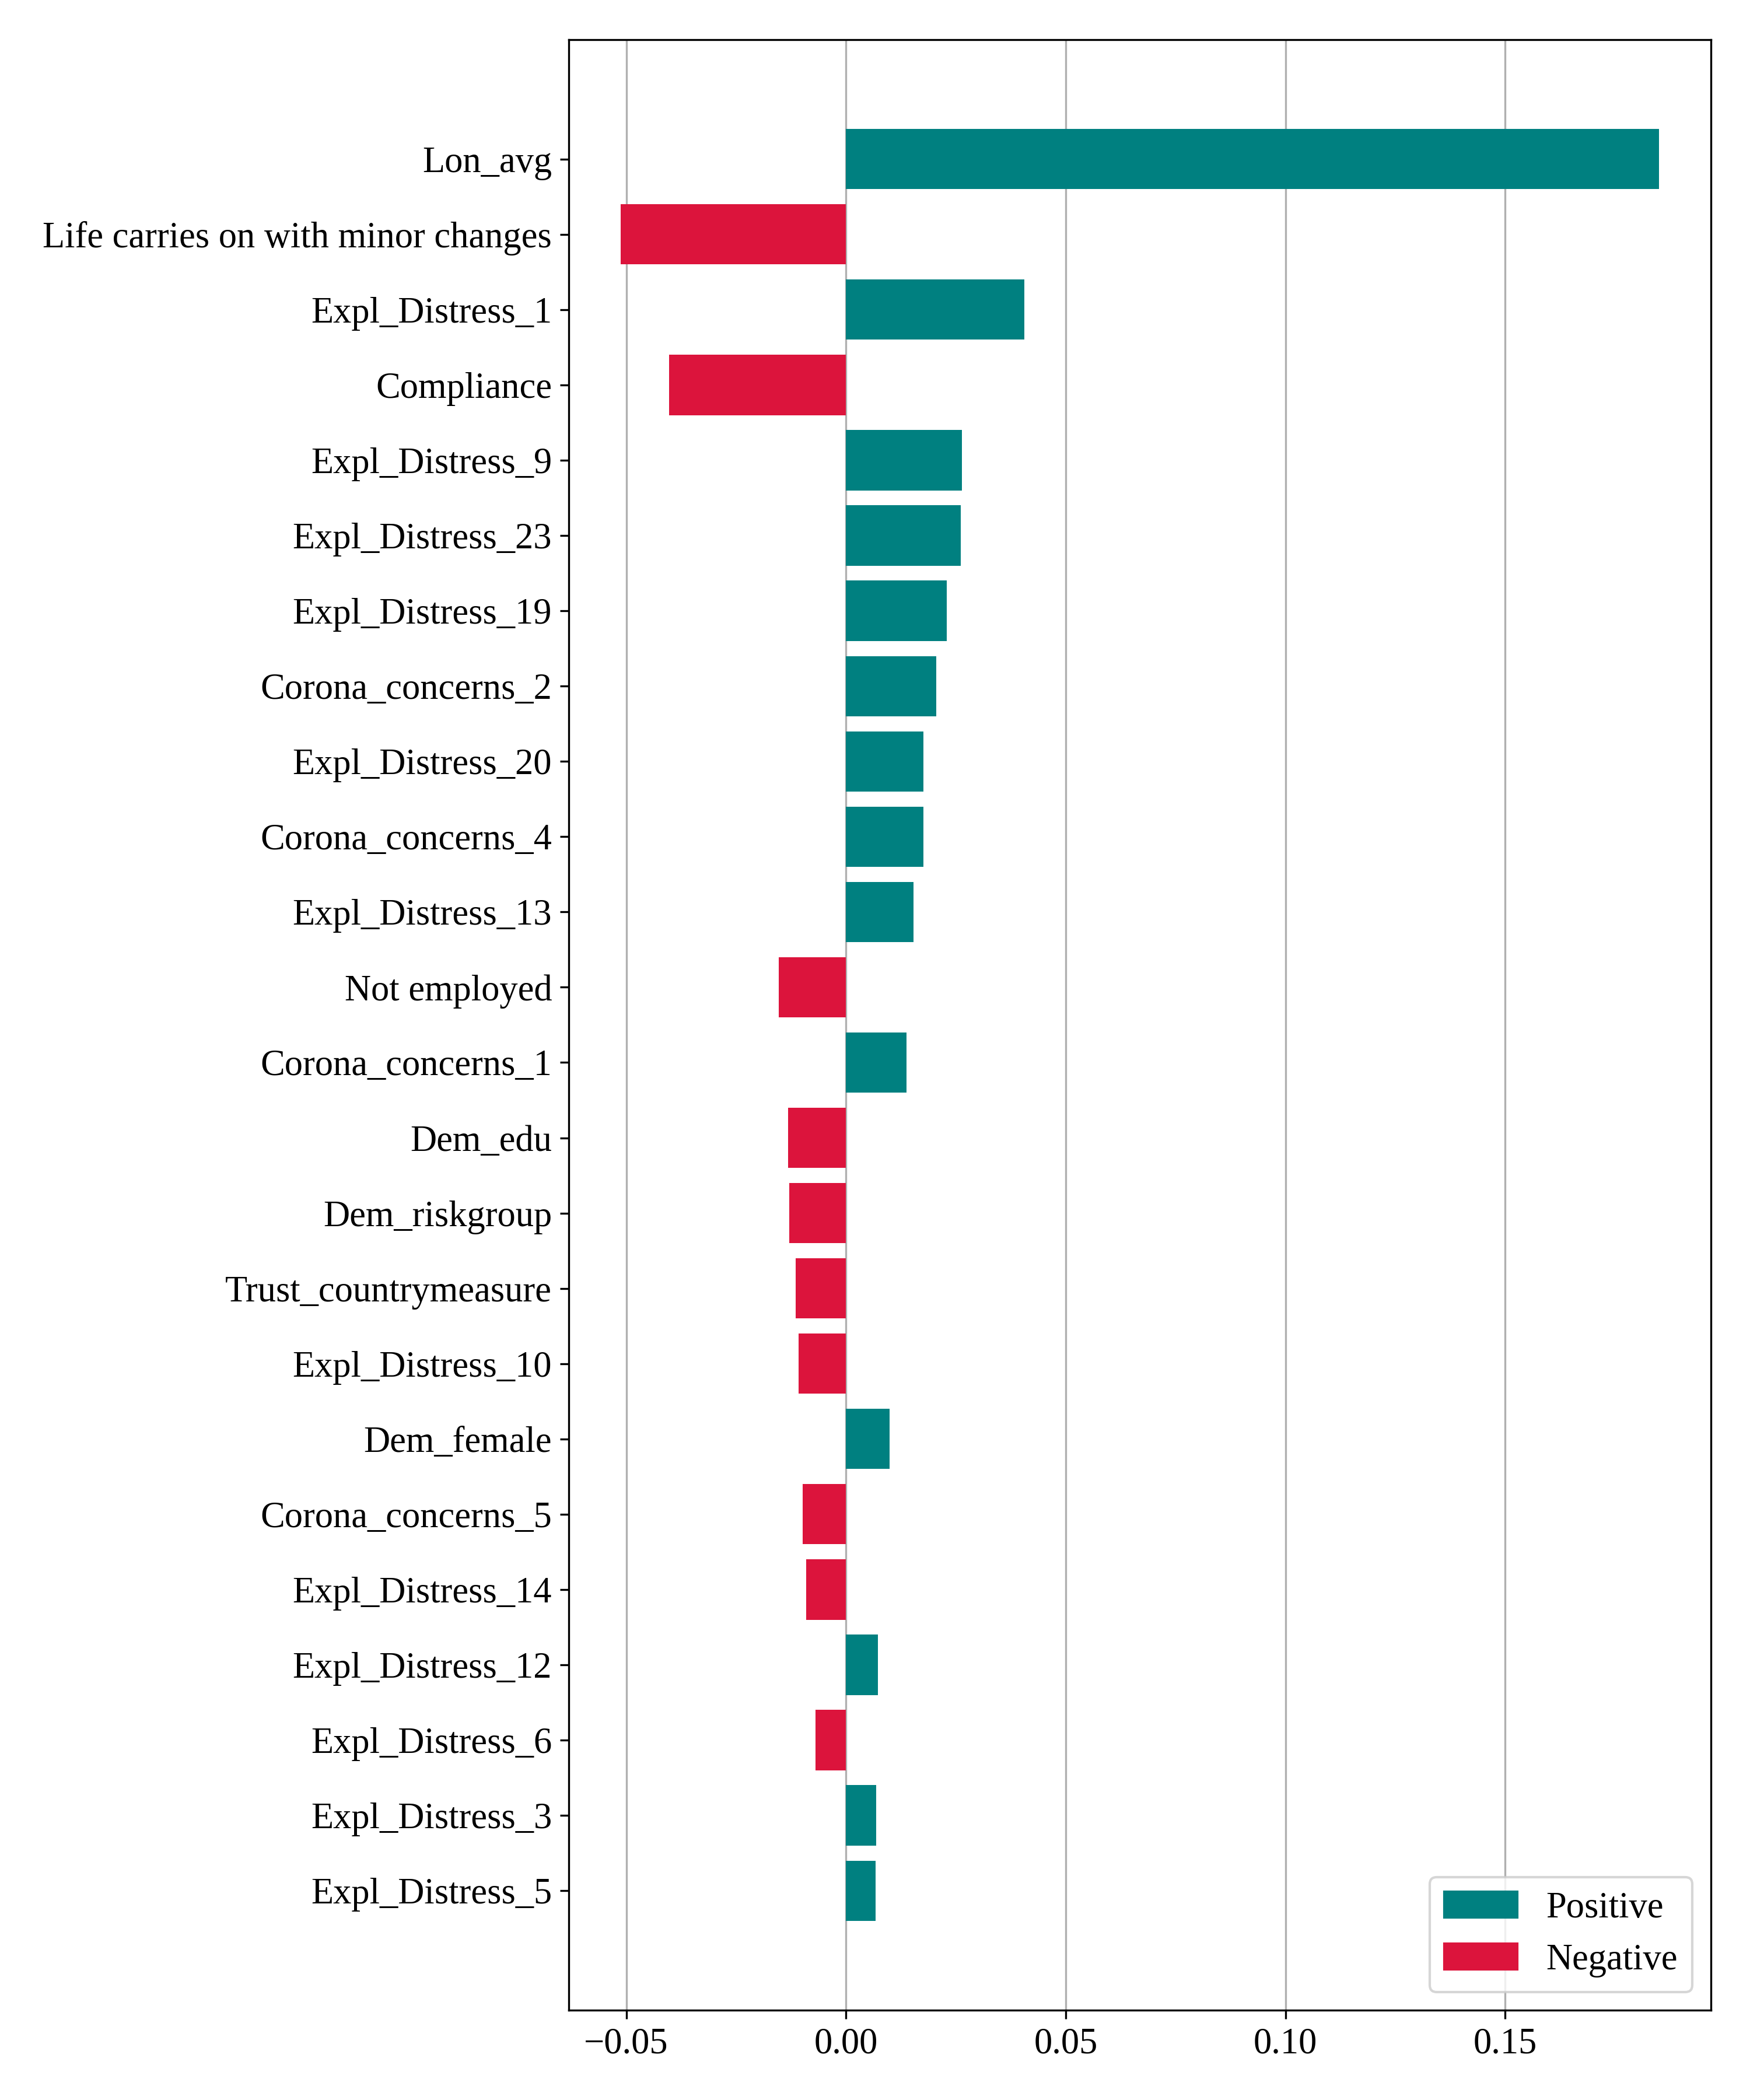 Lon_avg
Life carries on with minor changes
Expl_Distress_1
Compliance
Expl_Distress_9
Expl_Distress_23
Expl_Distress_19
Corona_concerns_2
Expl_Distress_20
Corona_concerns_4
Expl_Distress_13
Not employed
Corona_concerns_1
Dem_edu
Dem_riskgroup
Trust_countrymeasure
Expl_Distress_10
Dem_female
Corona_concerns_5
Expl_Distress_14
Expl_Distress_12
Expl_Distress_6
Expl_Distress_3
Expl_Distress_5
Positive
Negative
−0.05 0.00 0.05 0.10 0.15